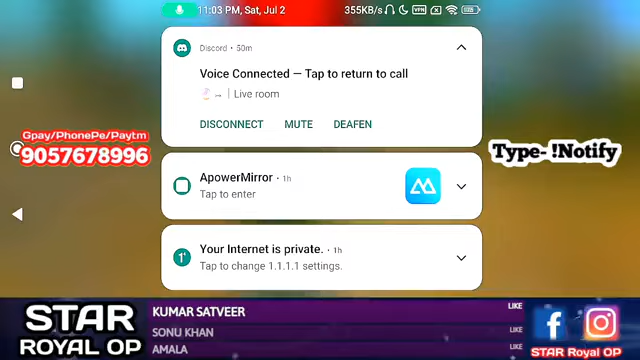 11:03 PM, Sat, Jul 2
355KB/s
VPN
Discord • 50m
Voice Connected — Tap to return to call
Live room
DISCONNECT MUTE DEAFEN
Gpay/PhonePe/Paytm
9057678996
Type- !Notify
ApowerMirror • 1h
Tap to enter
Your Internet is private. • 1h
Tap to change 1.1.1.1 settings.
STAR
ROYAL OP
KUMAR SATVEER LIKE
SONU KHAN LIKE
AMALA LIKE
STAR Royal OP